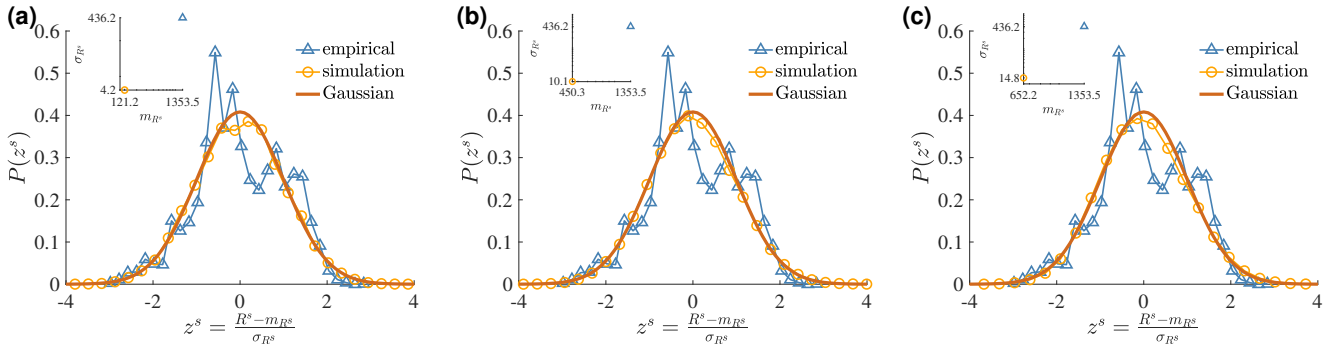 (a)
436.2
σ_{R^s}
4.2
121.2
1353.5
m_{R^s}
empirical
simulation
Gaussian
0.6
0.5
0.4
0.3
0.2
0.1
0
P(z^s)
-4
-2
0
2
4
z^s = \frac{R^s-m_{R^s}}{σ_{R^s}}
(b)
436.2
σ_{R^s}
10.1
450.3
1353.5
m_{R^s}
empirical
simulation
Gaussian
0.6
0.5
0.4
0.3
0.2
0.1
0
P(z^s)
-4
-2
0
2
4
z^s = \frac{R^s-m_{R^s}}{σ_{R^s}}
(c)
436.2
σ_{R^s}
14.8
652.2
1353.5
m_{R^s}
empirical
simulation
Gaussian
0.6
0.5
0.4
0.3
0.2
0.1
0
P(z^s)
-4
-2
0
2
4
z^s = \frac{R^s-m_{R^s}}{σ_{R^s}}